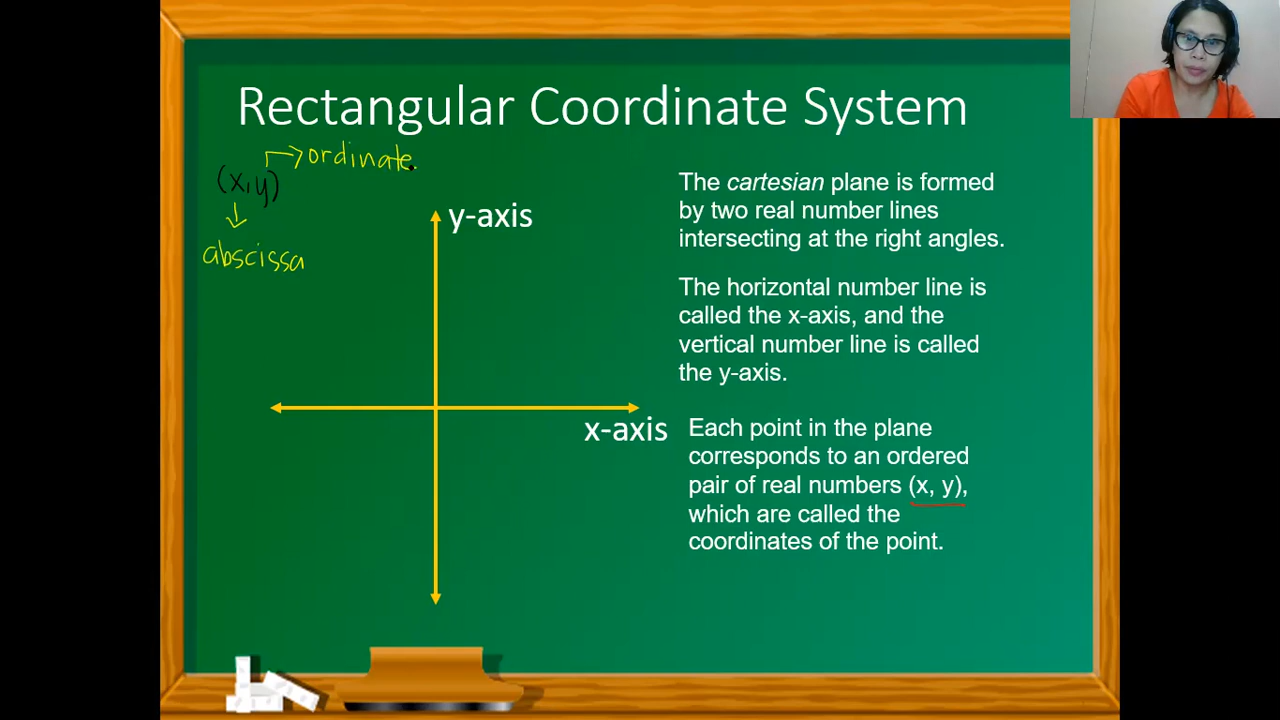 Rectangular Coordinate System
ordinate
(x,y)
abscissa
y-axis
x-axis
The cartesian plane is formed
by two real number lines
intersecting at the right angles.
The horizontal number line is
called the x-axis, and the
vertical number line is called
the y-axis.
Each point in the plane
corresponds to an ordered
pair of real numbers (x, y),
which are called the
coordinates of the point.